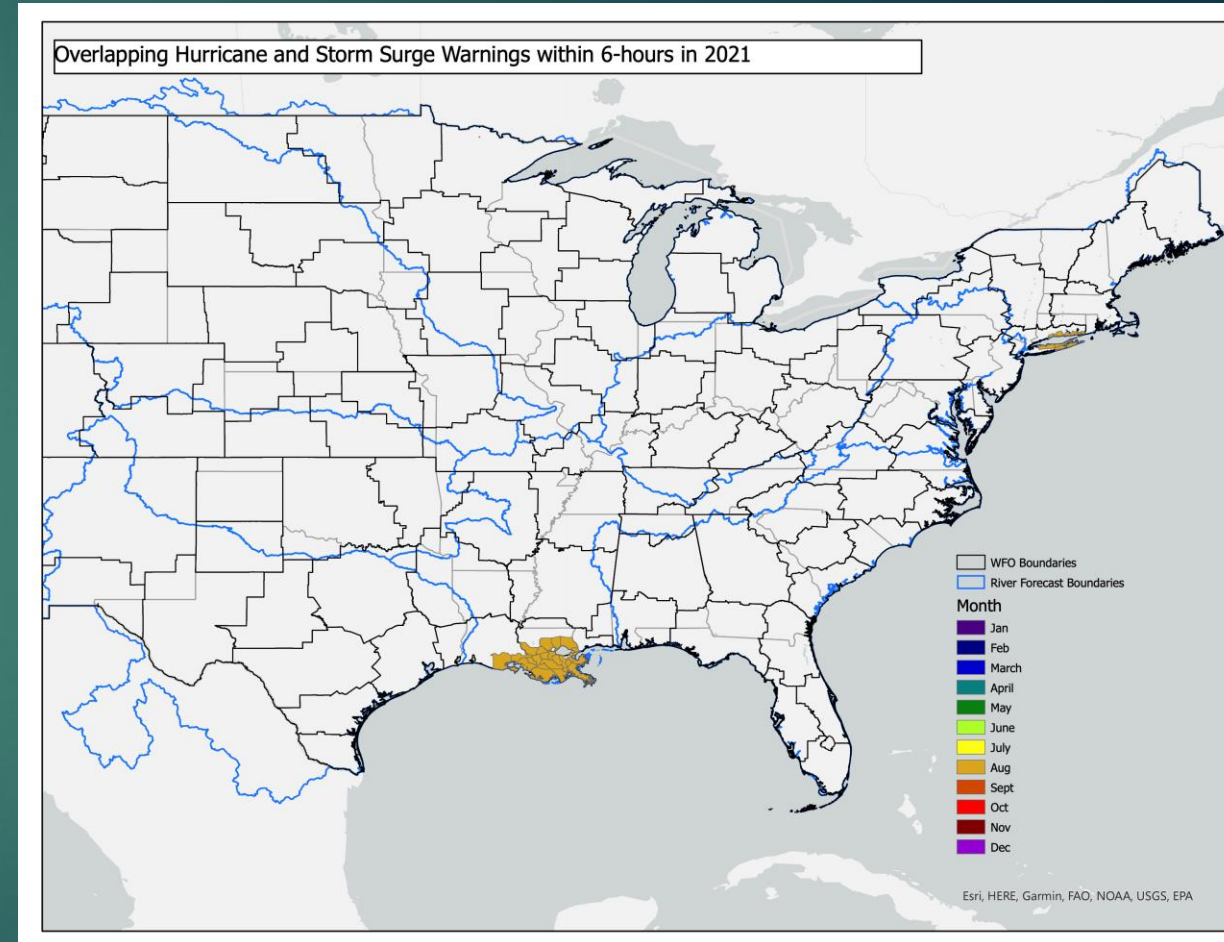 Overlapping Hurricane and Storm Surge Warnings within 6-hours in 2021
WFO Boundaries
River Forecast Boundaries
Month
Jan
Feb
March
April
May
June
July
Aug
Sept
Oct
Nov
Dec
Esri, HERE, Garmin, FAO, NOAA, USGS, EPA